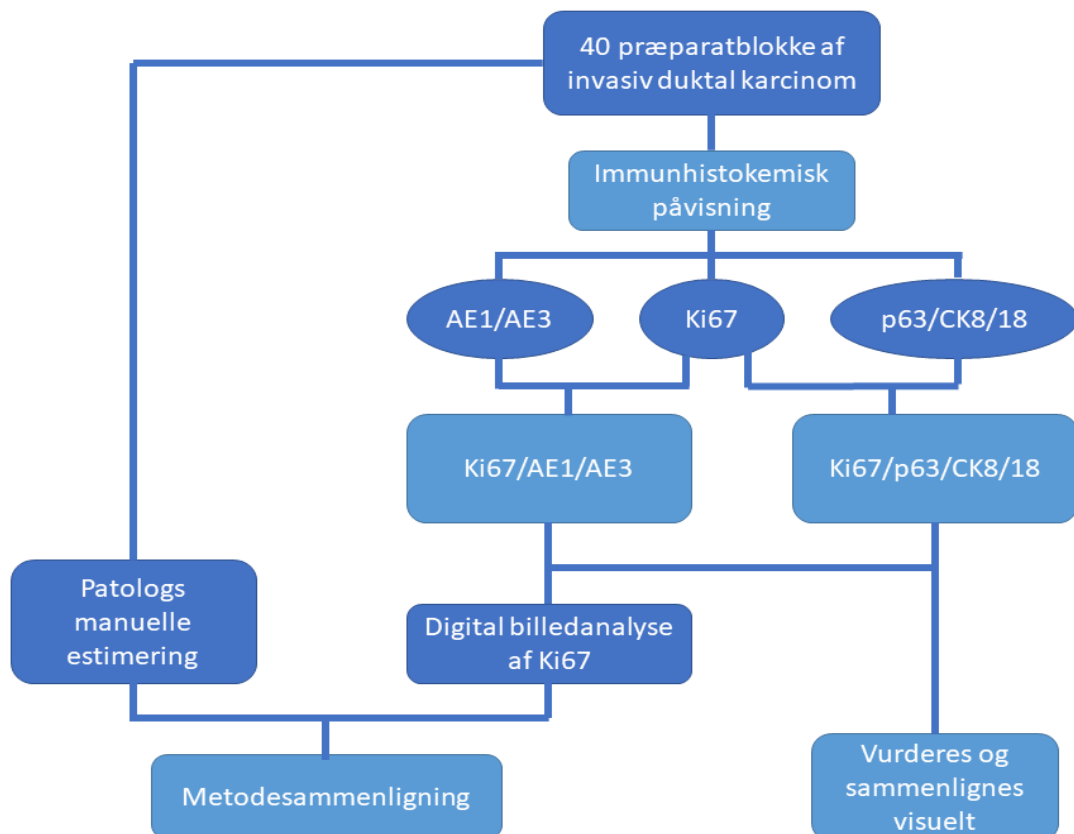 40 præparatblokke af
invasiv duktal karcinom
Immunhistokemisk
påvisning
AE1/AE3
Ki67
p63/CK8/18
Ki67/AE1/AE3
Ki67/p63/CK8/18
Patologs
manuelle
estimering
Digital billedanalyse
af Ki67
Metodesammenligning
Vurderes og
sammenlignes
visuelt